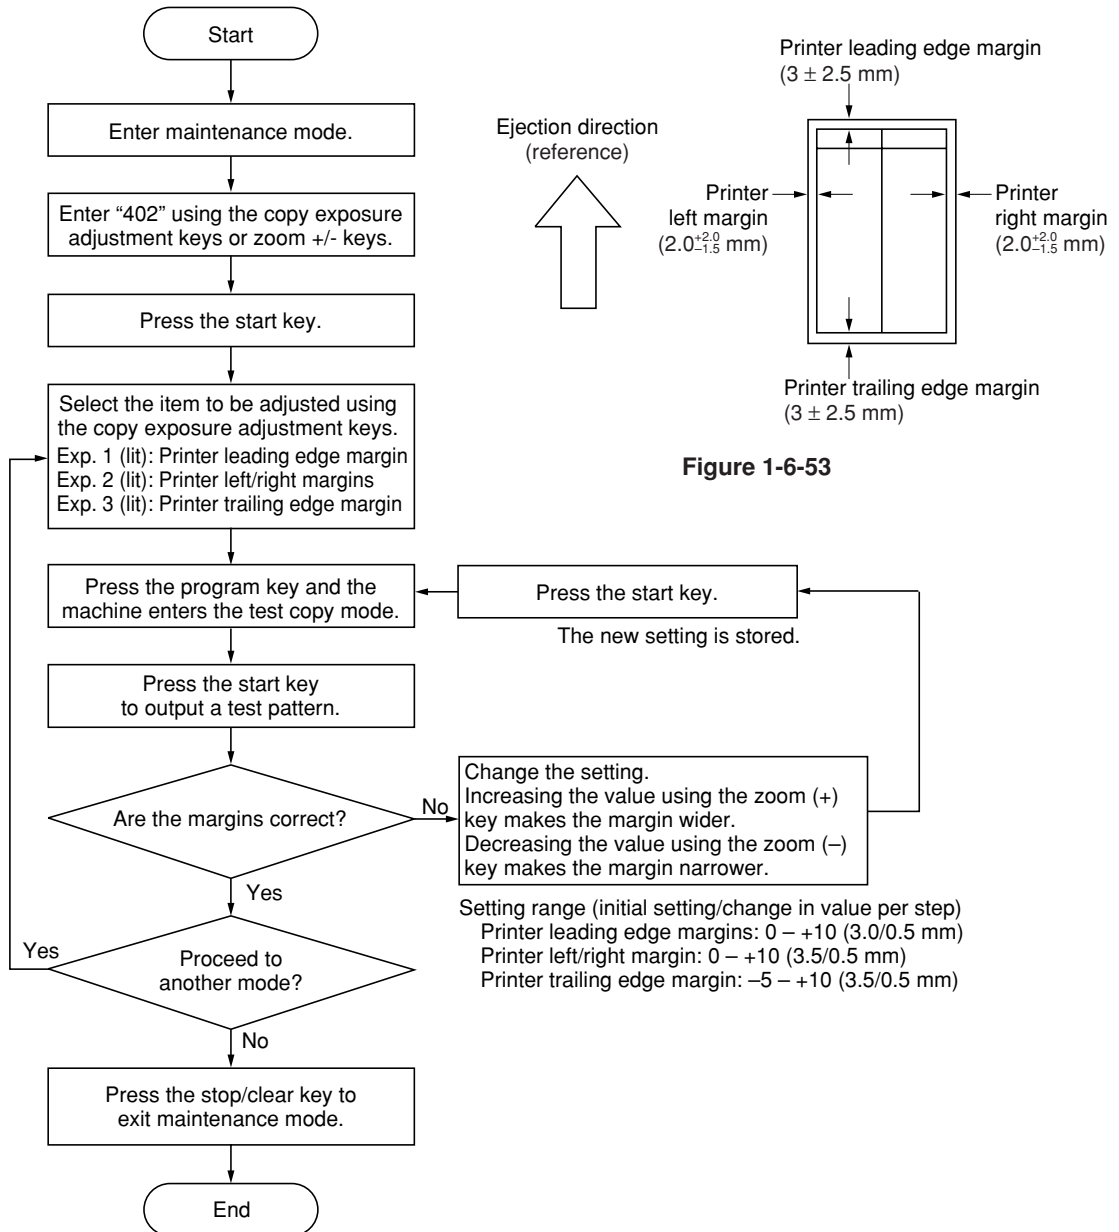 Start
Enter maintenance mode.
Enter “402” using the copy exposure
adjustment keys or zoom +/- keys.
Press the start key.
Select the item to be adjusted using
the copy exposure adjustment keys.
Exp. 1 (lit): Printer leading edge margin
Exp. 2 (lit): Printer left/right margins
Exp. 3 (lit): Printer trailing edge margin
Press the program key and the
machine enters the test copy mode.
Press the start key.
The new setting is stored.
Press the start key
to output a test pattern.
Are the margins correct?
No
Change the setting.
Increasing the value using the zoom (+)
key makes the margin wider.
Decreasing the value using the zoom (–)
key makes the margin narrower.
Setting range (initial setting/change in value per step)
Printer leading edge margins: 0 – +10 (3.0/0.5 mm)
Printer left/right margin: 0 – +10 (3.5/0.5 mm)
Printer trailing edge margin: –5 – +10 (3.5/0.5 mm)
Yes
Yes
Proceed to
another mode?
No
Press the stop/clear key to
exit maintenance mode.
End
Printer leading edge margin
(3 ± 2.5 mm)
Ejection direction
(reference)
Printer
left margin
(2.0+2.0 –1.5 mm)
Printer
right margin
(2.0+2.0 –1.5 mm)
Printer trailing edge margin
(3 ± 2.5 mm)
Figure 1-6-53